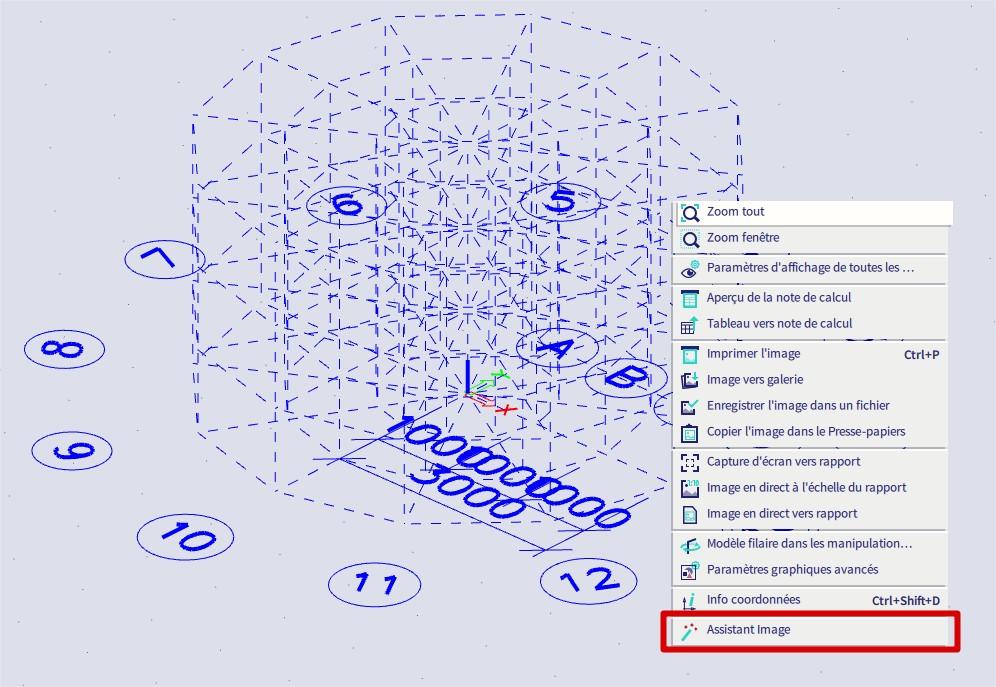 6
5
7
8
A
B
9
10
11
12
1000
1000
1000
3000
Zoom tout
Zoom fenêtre
Paramètres d'affichage de toutes les ...
Aperçu de la note de calcul
Tableau vers note de calcul
Imprimer l'image Ctrl+P
Image vers galerie
Enregistrer l'image dans un fichier
Copier l'image dans le Presse-papiers
Capture d'écran vers rapport
Image en direct à l'échelle du rapport
Image en direct vers rapport
Modèle filaire dans les manipulation...
Paramètres graphiques avancés
Info coordonnées Ctrl+Shift+D
Assistant Image